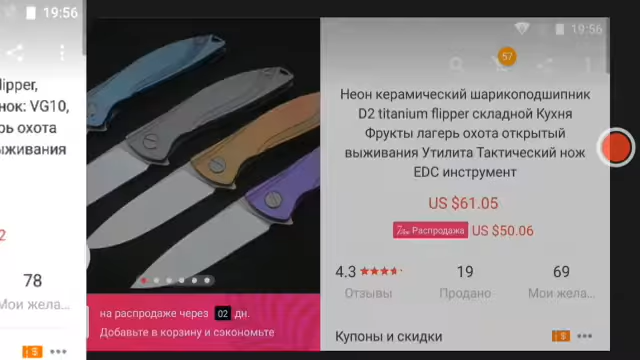 19:56
lipper,
нок: VG10,
рь охота
ыживания
2
78
Мои жела...
на распродаже через 02 дн.
Добавьте в корзину и сэкономьте
19:56
57
Неон керамический шарикоподшипник
D2 titanium flipper складной Кухня
Фрукты лагерь охота открытый
выживания Утилита Тактический нож
EDC инструмент
US $61.05
Распродажа US $50.06
4.3 19 69
Отзывы Продано Мои жела...
Купоны и скидки